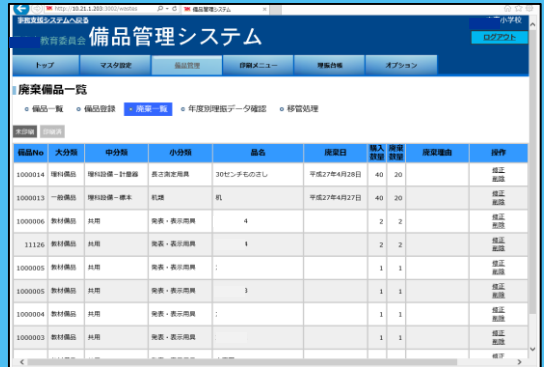 http://10.21.1.203:3002/wisdas
備品管理システム
事務支援システムへ戻る
小学校
教育委員会 備品管理システム
ログアウト
トップ マスタ設定 備品管理 印刷メニュー 理振台帳 オプション
廃棄備品一覧
備品一覧 備品登録 廃棄一覧 年度別理振データ確認 移管処理
未印刷 印刷済
備品No 大分類 中分類 小分類 品名 廃棄日 購入数量 廃棄数量 廃棄理由 操作
1000014 理科備品 理科設備－計量器 長さ測定用具 30センチものさし 平成27年4月28日 40 20 修正 削除
1000013 一般備品 理科設備－標本 机類 机 平成27年4月27日 40 20 修正 削除
1000006 教材備品 共用 発表・表示用具 4 2 2 修正 削除
11126 教材備品 共用 発表・表示用具 2 2 修正 削除
1000005 教材備品 共用 発表・表示用具 1 1 修正 削除
1000005 教材備品 共用 発表・表示用具 1 1 修正 削除
1000004 教材備品 共用 発表・表示用具 1 1 修正 削除
1000003 教材備品 共用 発表・表示用具 1 1 修正 削除